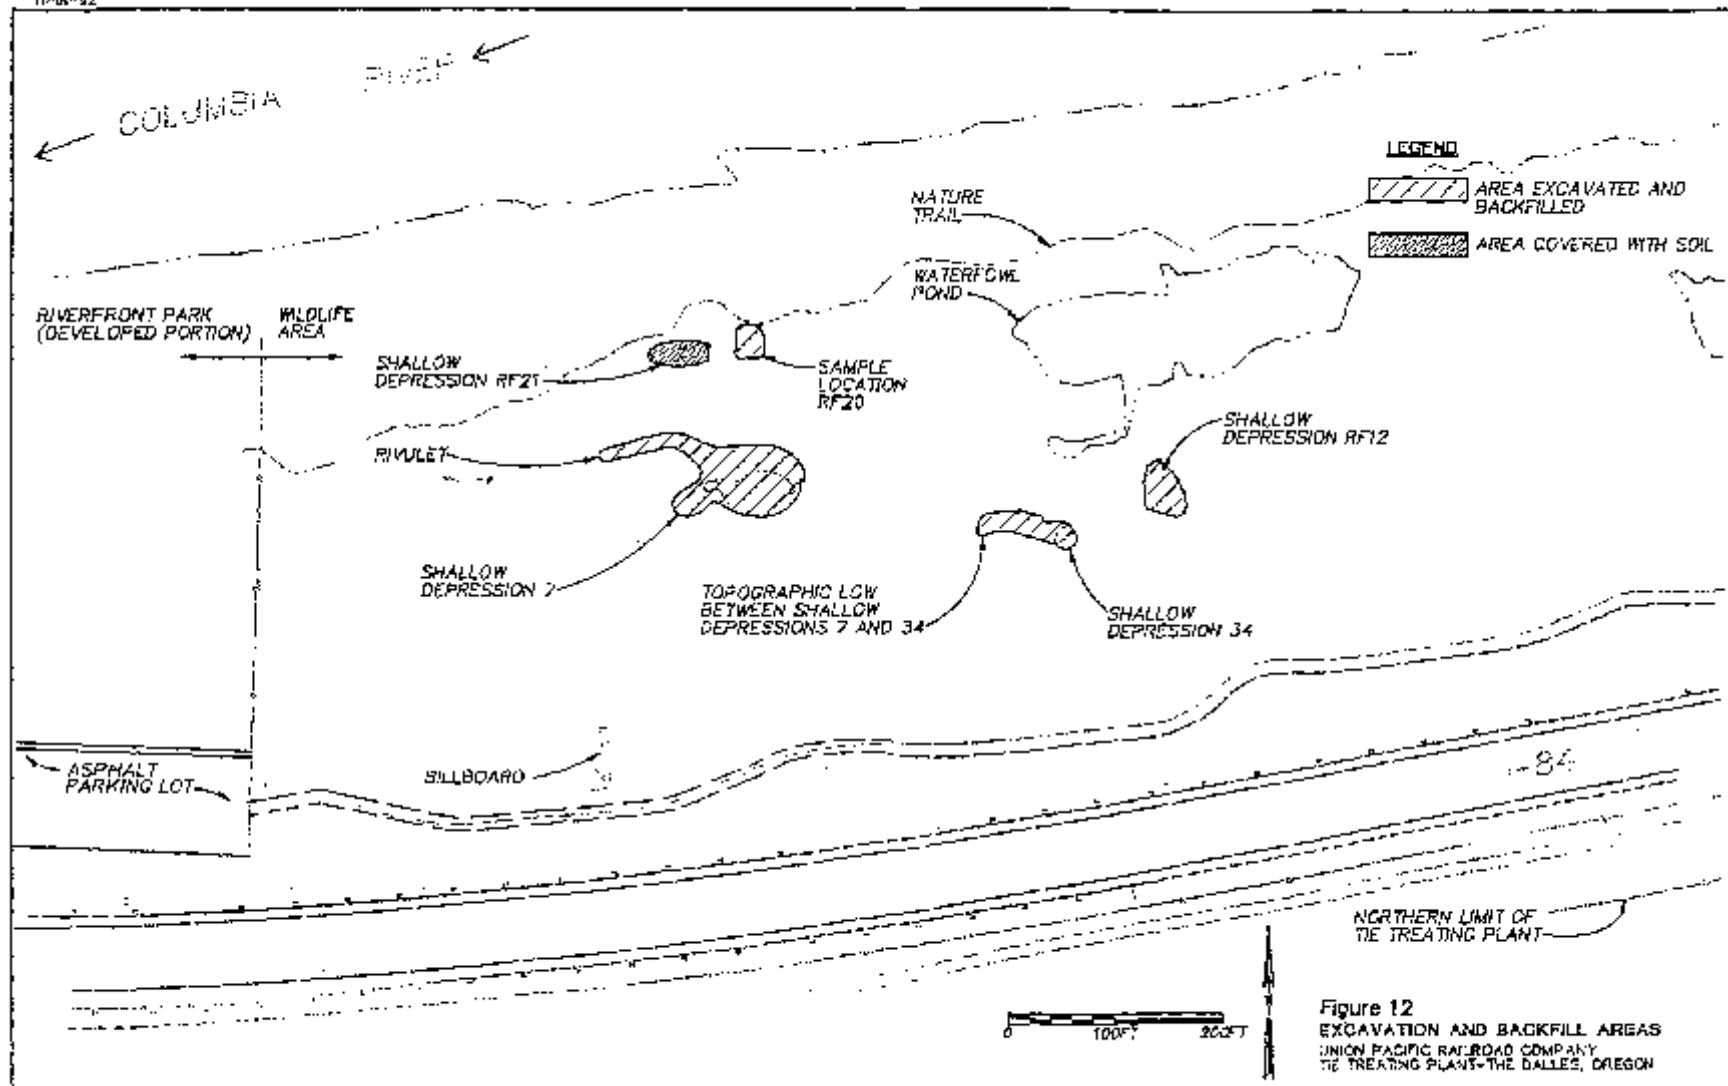 COLUMBIA RIVER
LEGEND
AREA EXCAVATED AND
BACKFILLED
AREA COVERED WITH SOIL
NATURE
TRAIL
WATERFOWL
POND
RIVERFRONT PARK
(DEVELOPED PORTION)
WILDLIFE
AREA
SHALLOW
DEPRESSION RF21
SAMPLE
LOCATION
RF20
SHALLOW
DEPRESSION RF12
RIVULET
SHALLOW
DEPRESSION 7
TOPOGRAPHIC LOW
BETWEEN SHALLOW
DEPRESSIONS 7 AND 34
SHALLOW
DEPRESSION 34
ASPHALT
PARKING LOT
BILLBOARD
I-84
NORTHERN LIMIT OF
TIE TREATING PLANT
0 100FT 200FT
Figure 12
EXCAVATION AND BACKFILL AREAS
UNION PACIFIC RAILROAD COMPANY
TIE TREATING PLANT-THE DALLES, OREGON